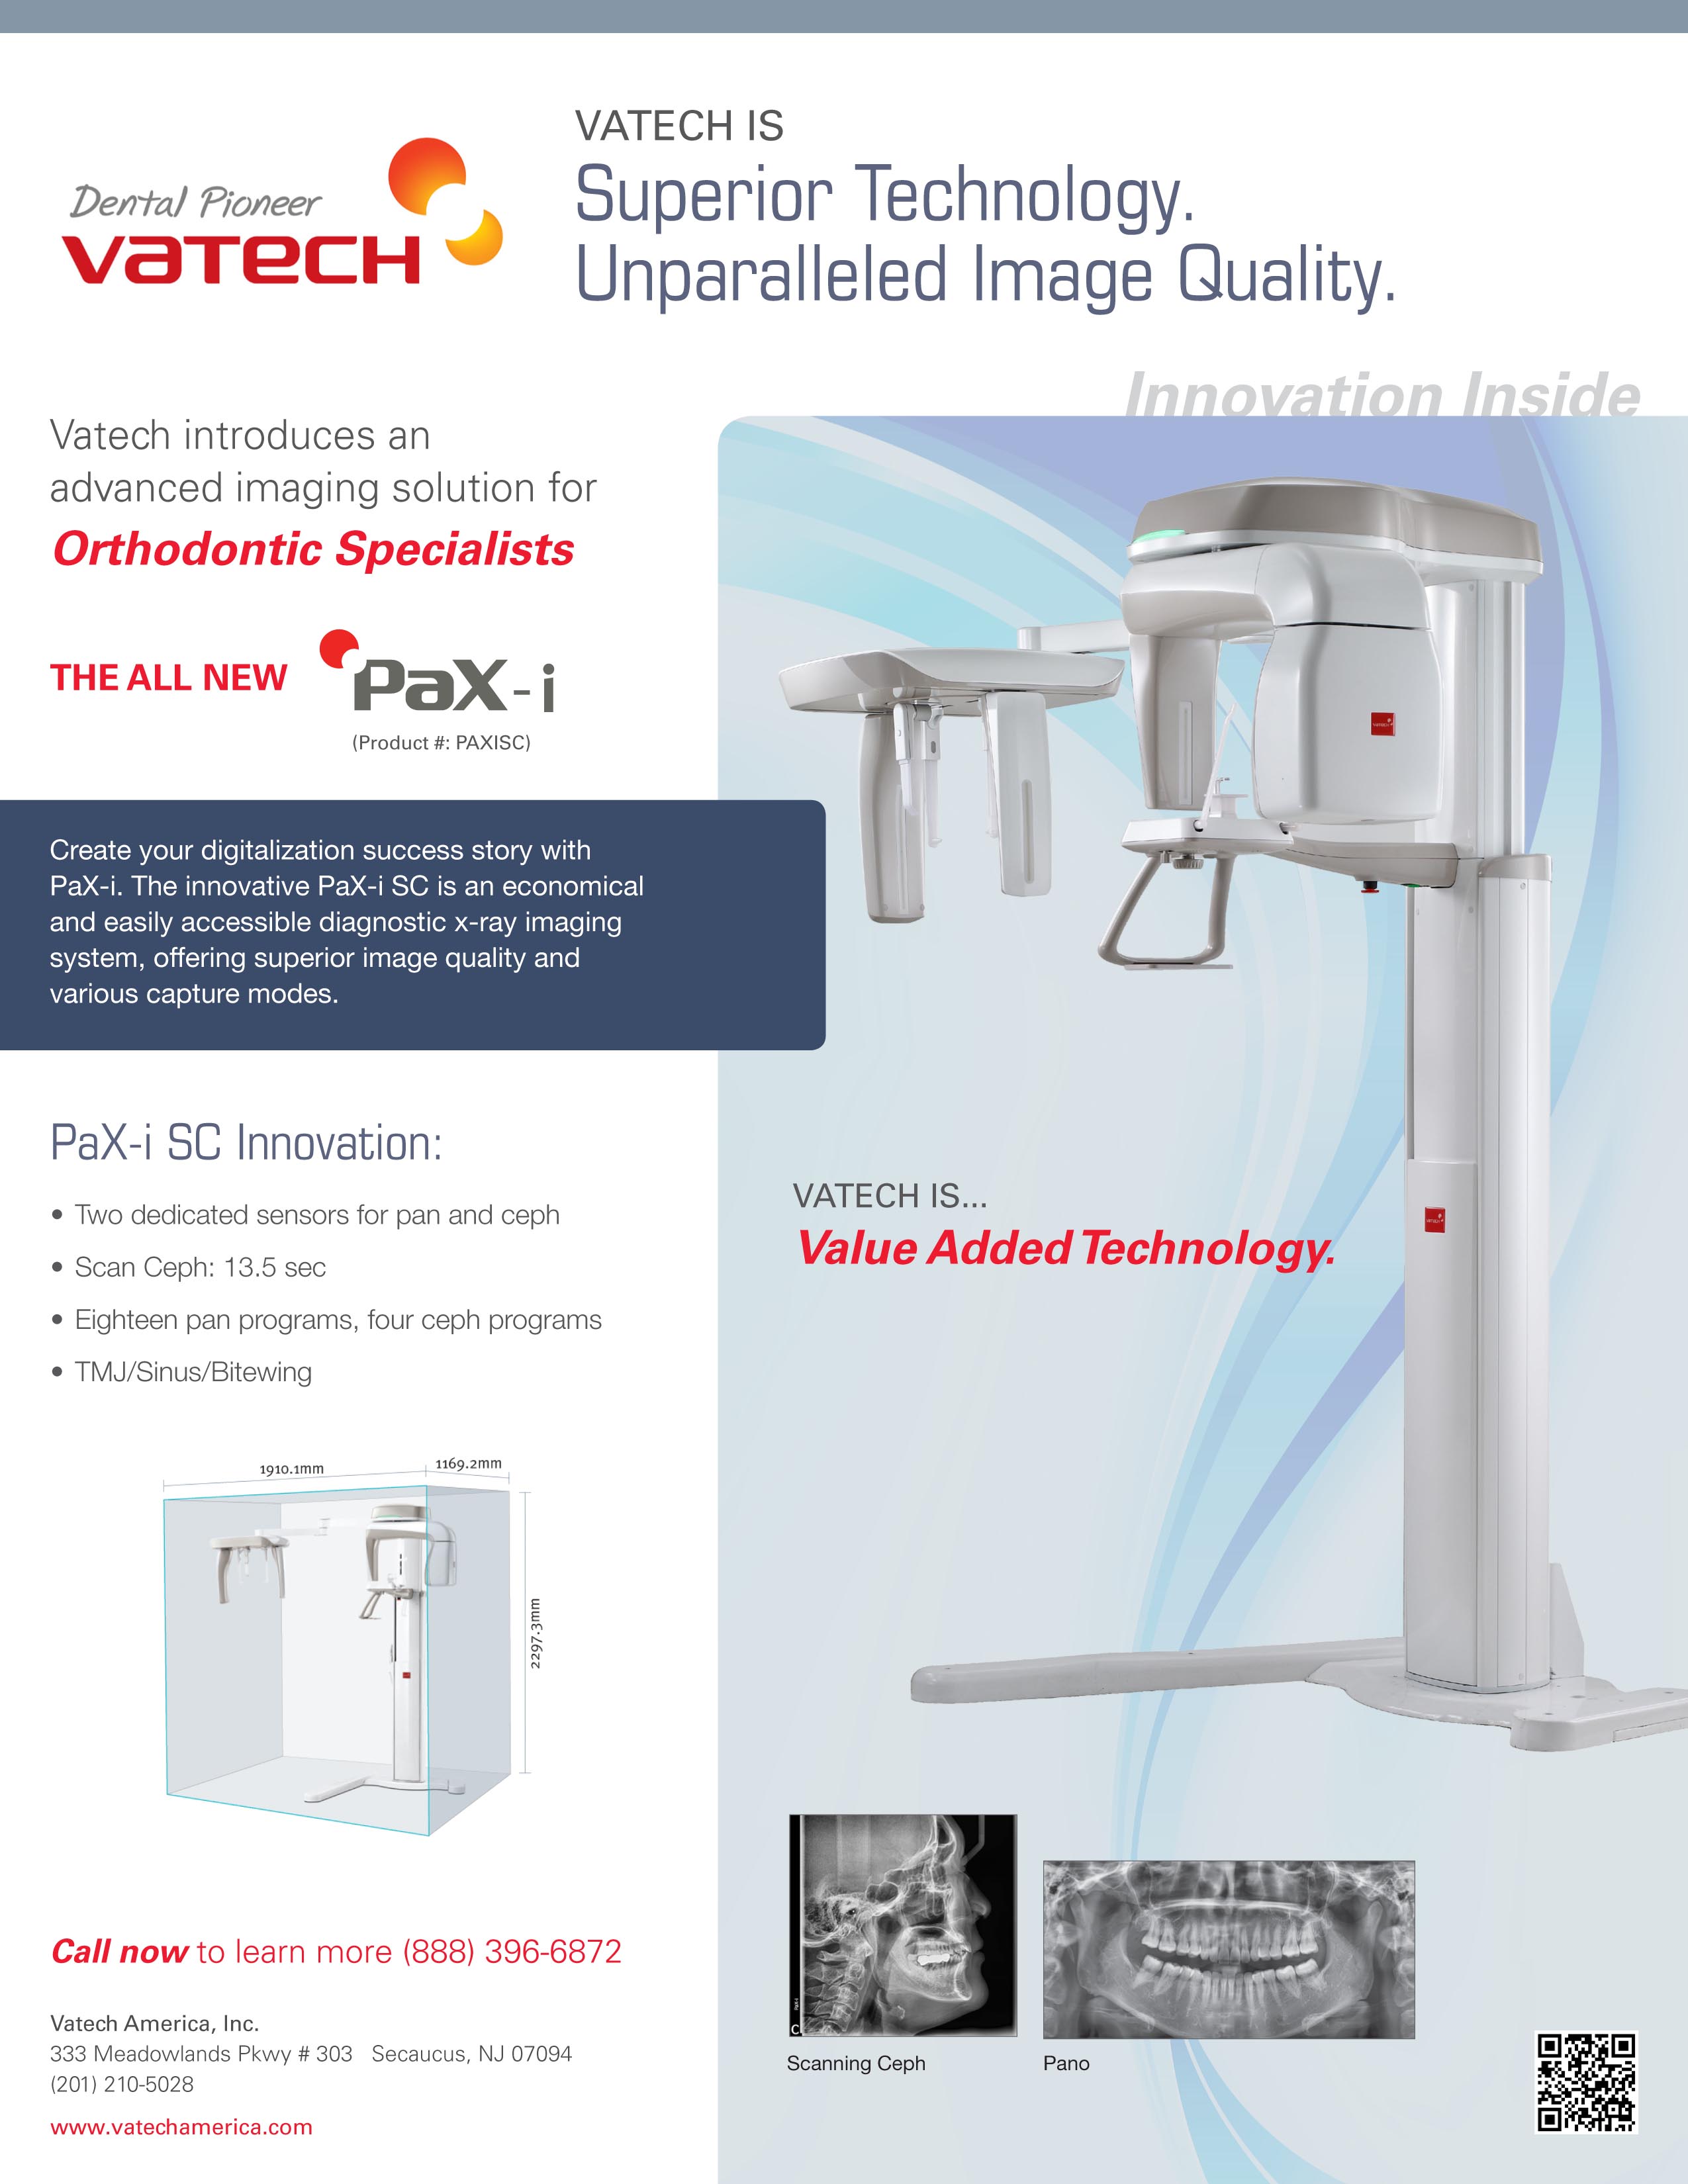 Dental Pioneer
vatech
VATECH IS
Superior Technology.
Unparalleled Image Quality.
Innovation Inside
Vatech introduces an
advanced imaging solution for
Orthodontic Specialists
THE ALL NEW PaX-i
(Product #: PAXISC)
Create your digitalization success story with
PaX-i. The innovative PaX-i SC is an economical
and easily accessible diagnostic x-ray imaging
system, offering superior image quality and
various capture modes.
PaX-i SC Innovation:
• Two dedicated sensors for pan and ceph
• Scan Ceph: 13.5 sec
• Eighteen pan programs, four ceph programs
• TMJ/Sinus/Bitewing
VATECH IS...
Value Added Technology.
1910.1mm
1169.2mm
2297.3mm
Call now to learn more (888) 396-6872
Vatech America, Inc.
333 Meadowlands Pkwy # 303 Secaucus, NJ 07094
(201) 210-5028
www.vatechamerica.com
C
Scanning Ceph
Pano